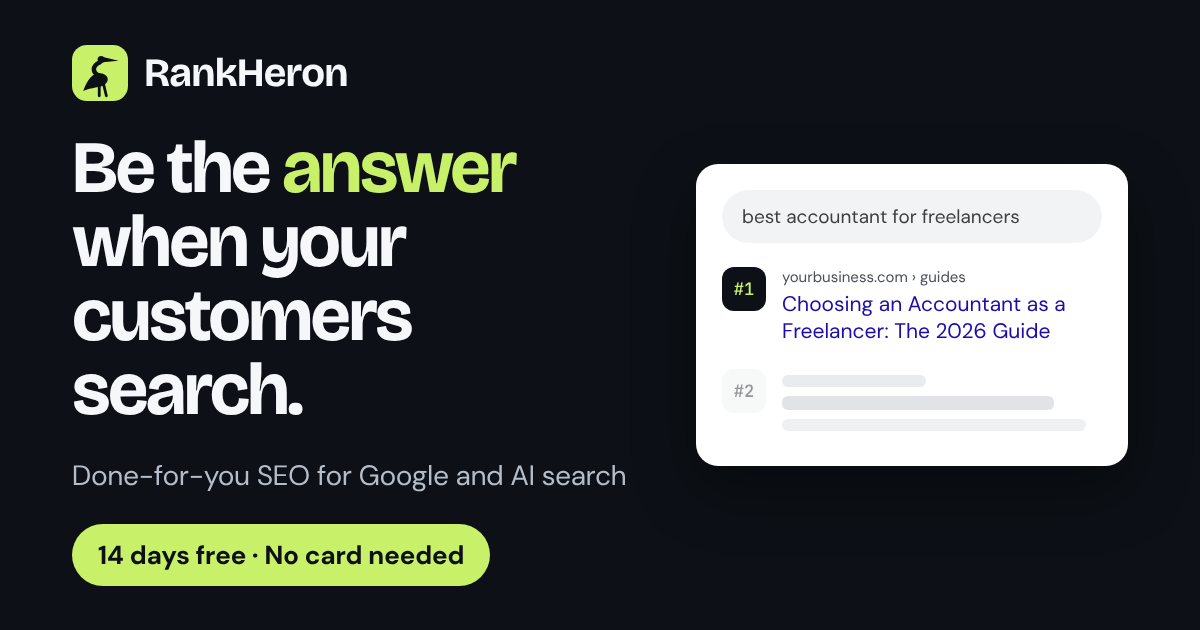 RankHeron
Be the answer
when your
customers
search.
Done-for-you SEO for Google and AI search
14 days free · No card needed
best accountant for freelancers
#1
yourbusiness.com › guides
Choosing an Accountant as a
Freelancer: The 2026 Guide
#2